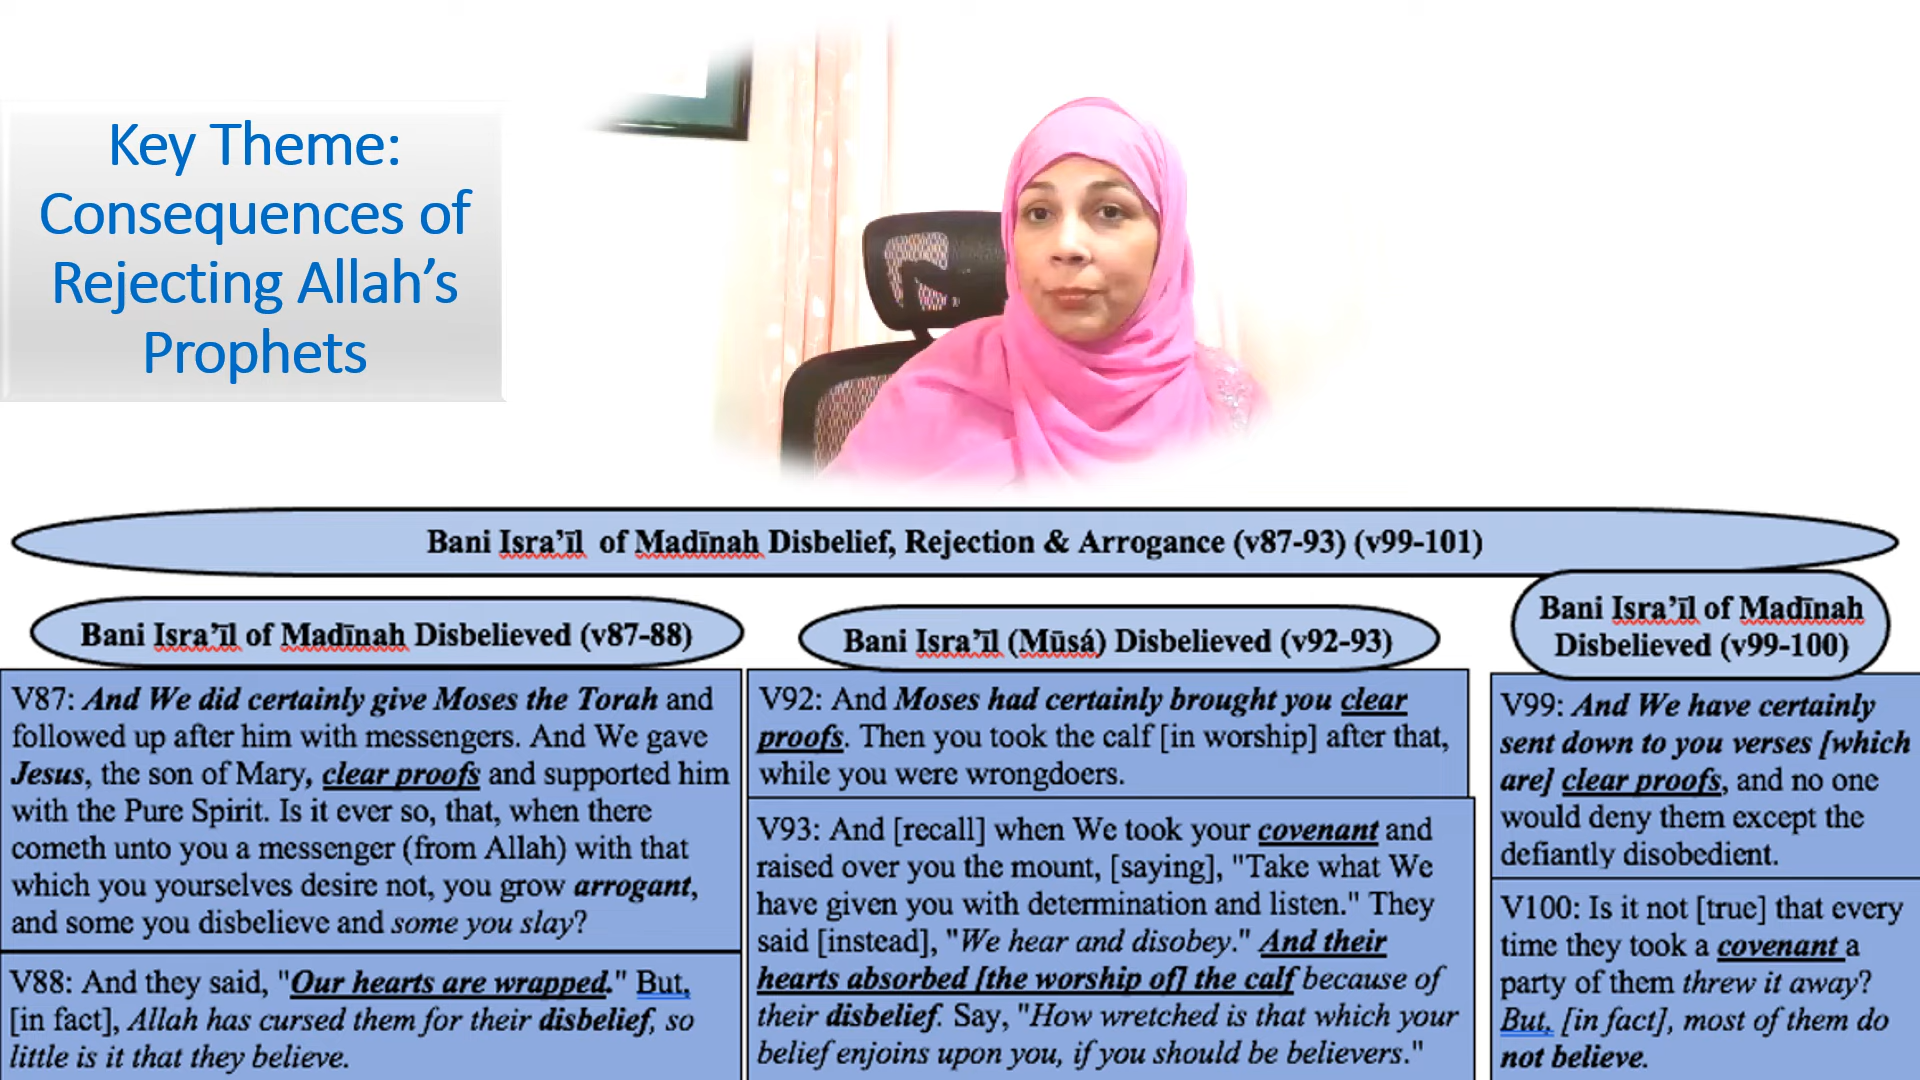 Key Theme:
Consequences of
Rejecting Allah’s
Prophets
Bani Isra’īl of Madīnah Disbelief, Rejection & Arrogance (v87-93) (v99-101)
Bani Isra’īl of Madīnah Disbelieved (v87-88)
V87: And We did certainly give Moses the Torah and
followed up after him with messengers. And We gave
Jesus, the son of Mary, clear proofs and supported him
with the Pure Spirit. Is it ever so, that, when there
cometh unto you a messenger (from Allah) with that
which you yourselves desire not, you grow arrogant,
and some you disbelieve and some you slay?
V88: And they said, "Our hearts are wrapped." But,
[in fact], Allah has cursed them for their disbelief, so
little is it that they believe.
Bani Isra’īl (Mūsá) Disbelieved (v92-93)
V92: And Moses had certainly brought you clear
proofs. Then you took the calf [in worship] after that,
while you were wrongdoers.
V93: And [recall] when We took your covenant and
raised over you the mount, [saying], "Take what We
have given you with determination and listen." They
said [instead], "We hear and disobey." And their
hearts absorbed [the worship of] the calf because of
their disbelief. Say, "How wretched is that which your
belief enjoins upon you, if you should be believers."
Bani Isra’īl of Madīnah
Disbelieved (v99-100)
V99: And We have certainly
sent down to you verses [which
are] clear proofs, and no one
would deny them except the
defiantly disobedient.
V100: Is it not [true] that every
time they took a covenant a
party of them threw it away?
But, [in fact], most of them do
not believe.